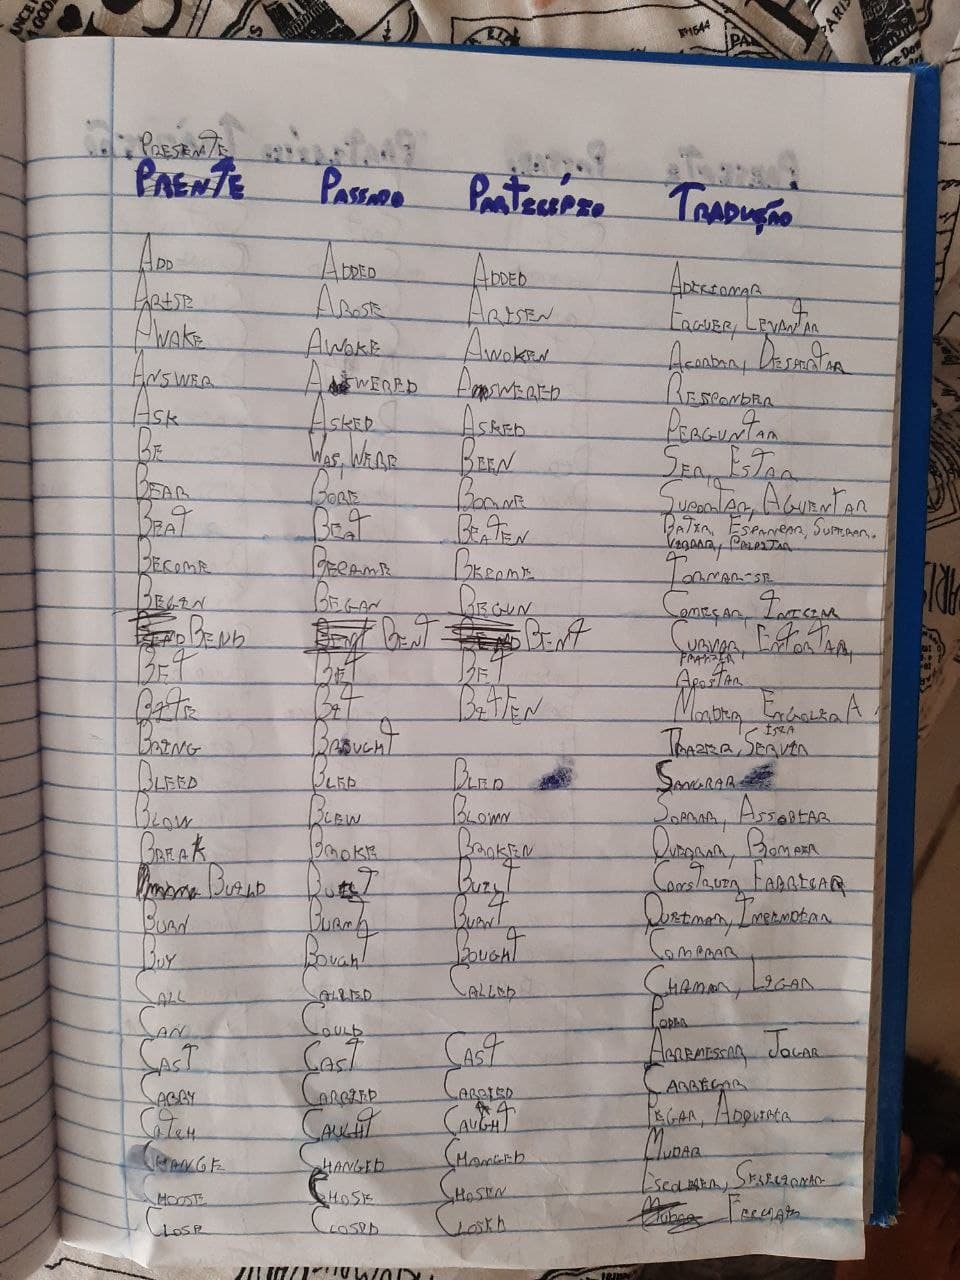 PRESENTE
PRENTE PASSADO PARTICÍPIO TRADUÇÃO
ADD ADDED ADDED ADICIONAR
ARISE AROSE ARISEN ERGUER, LEVANTAR
AWAKE AWOKE AWOKEN ACORDAR, DESPERTAR
ANSWER ANSWERED ANSWERED RESPONDER
ASK ASKED ASKED PERGUNTAR
BE WAS, WERE BEEN SER, ESTAR
BEAR BORE BORNE SUPORTAR, AGUENTAR
BEAT BEAT BEATEN BATER, ESPANCAR, SUPERAR,
VIBRAR, PALPITAR
BECOME BECAME BECOME TORNAR-SE
BEGIN BEGAN BEGUN COMEÇAR, INICIAR
BEND BENT BENT CURVAR, ENTORTAR,
FRANZIR
BET BET BET APOSTAR
BITE BIT BITTEN MORDER, ENGOLIR A
ISCA
BRING BROUGHT TRAZER, SERVIR
BLEED BLED BLED SANGRAR
BLOW BLEW BLOWN SOPRAR, ASSOBIAR
BREAK BROKE BROKEN QUEBRAR, ROMPER
BUILD BUILT BUILT CONSTRUIR, FABRICAR
BURN BURNT BURNT QUEIMAR,
BUY BOUGHT BOUGHT COMPRAR
CALL CALLED CALLED CHAMAR, LIGAR
CAN COULD PODER
CAST CAST CAST ARREMESSAR, JOGAR
CARRY CARRIED CARRIED CARREGAR
CATCH CAUGHT CAUGHT PEGAR, ADQUIRIR
CHANGE CHANGED CHANGED MUDAR
CHOOSE CHOSE CHOSEN ESCOLHER, SELECIONAR
CLOSE CLOSED CLOSED FECHAR